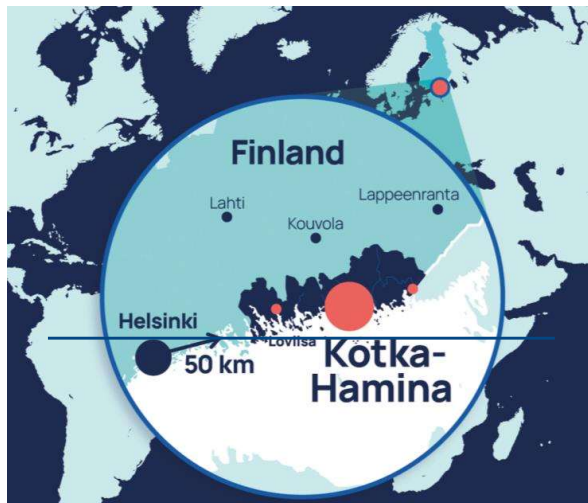 Finland
Lappeenranta
Lahti
Kouvola
Helsinki
Loviisa
50 km
Kotka-
Hamina